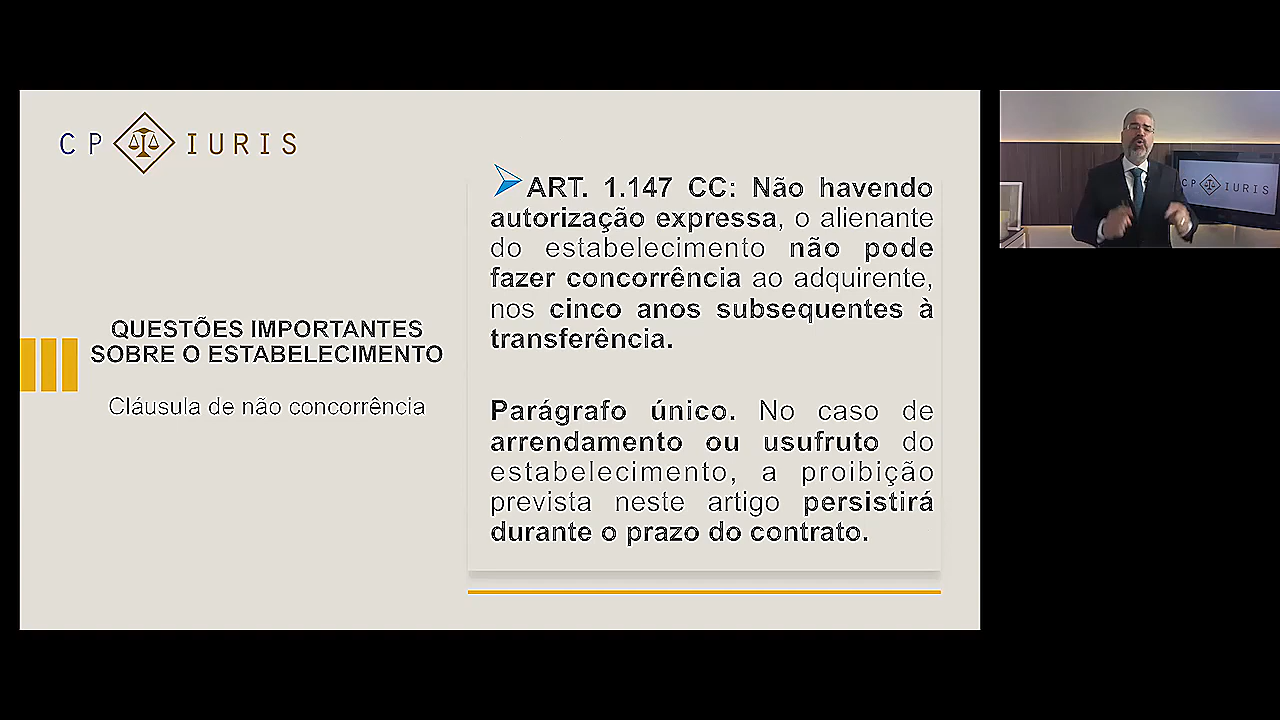 CP IURIS
QUESTÕES IMPORTANTES
SOBRE O ESTABELECIMENTO
Cláusula de não concorrência
ART. 1.147 CC: Não havendo
autorização expressa, o alienante
do estabelecimento não pode
fazer concorrência ao adquirente,
nos cinco anos subsequentes à
transferência.
Parágrafo único. No caso de
arrendamento ou usufruto do
estabelecimento, a proibição
prevista neste artigo persistirá
durante o prazo do contrato.
CP IURIS